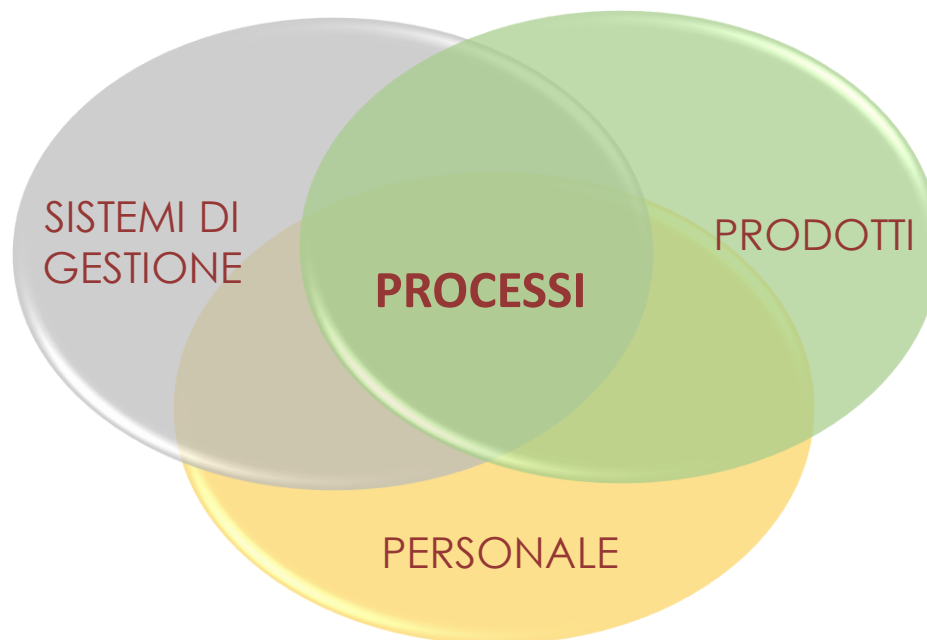 SISTEMI DI
GESTIONE
PRODOTTI
PROCESSI
PERSONALE